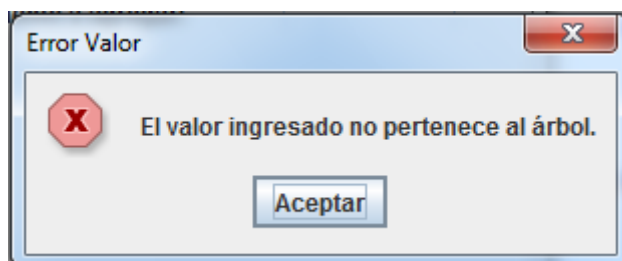 Error Valor
El valor ingresado no pertenece al árbol.
Aceptar